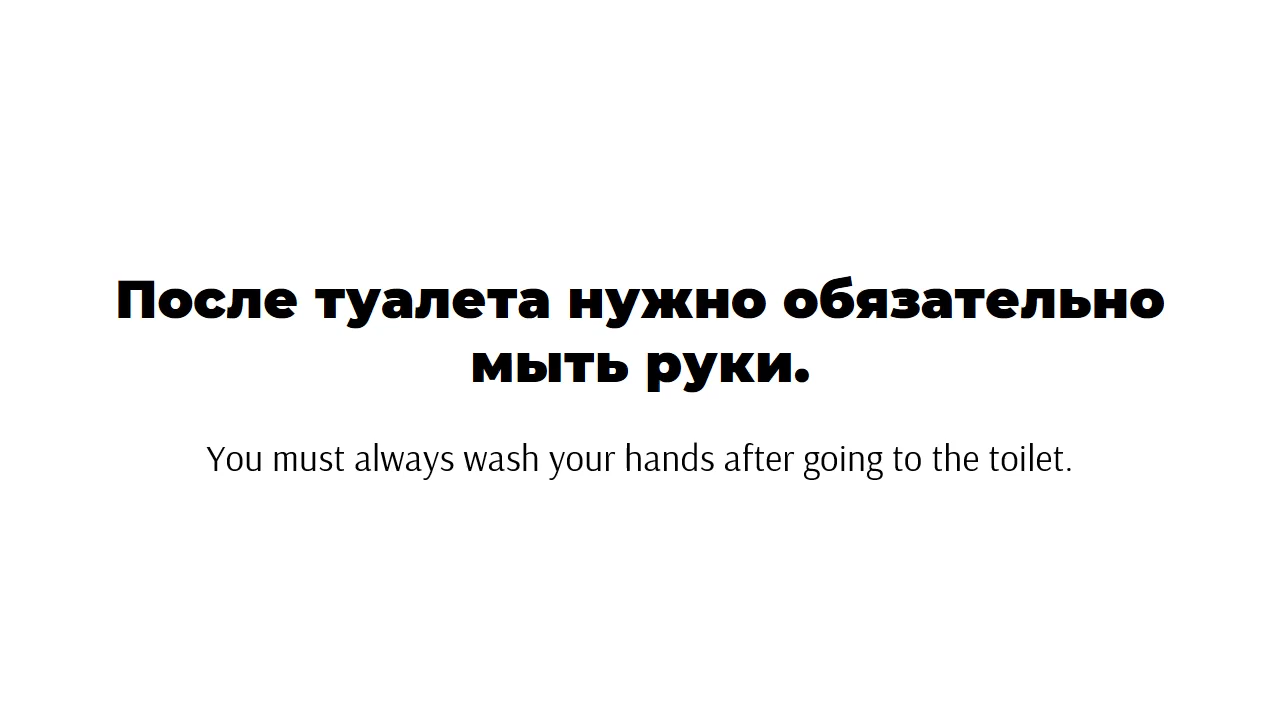 После туалета нужно обязательно
мыть руки.
You must always wash your hands after going to the toilet.